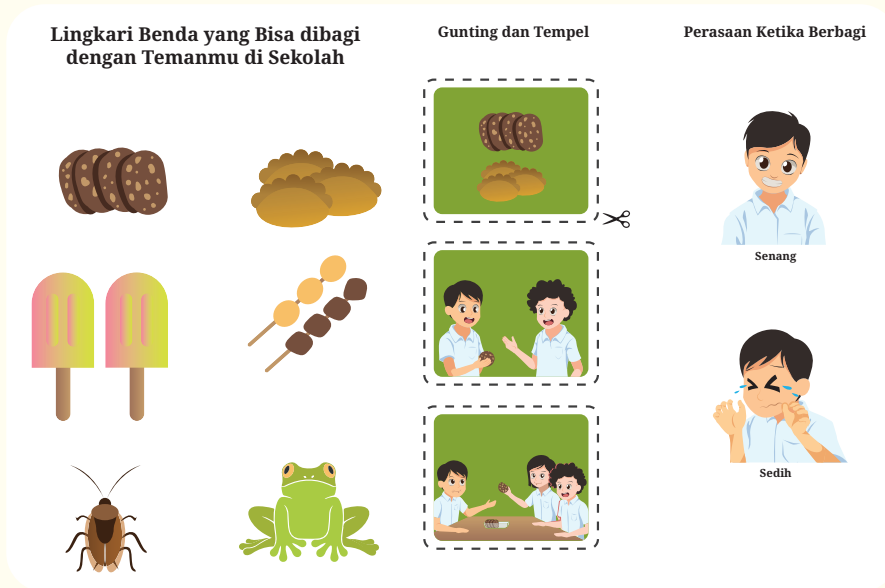 Lingkari Benda yang Bisa dibagi
dengan Temanmu di Sekolah
Gunting dan Tempel
Perasaan Ketika Berbagi
Senang
Sedih